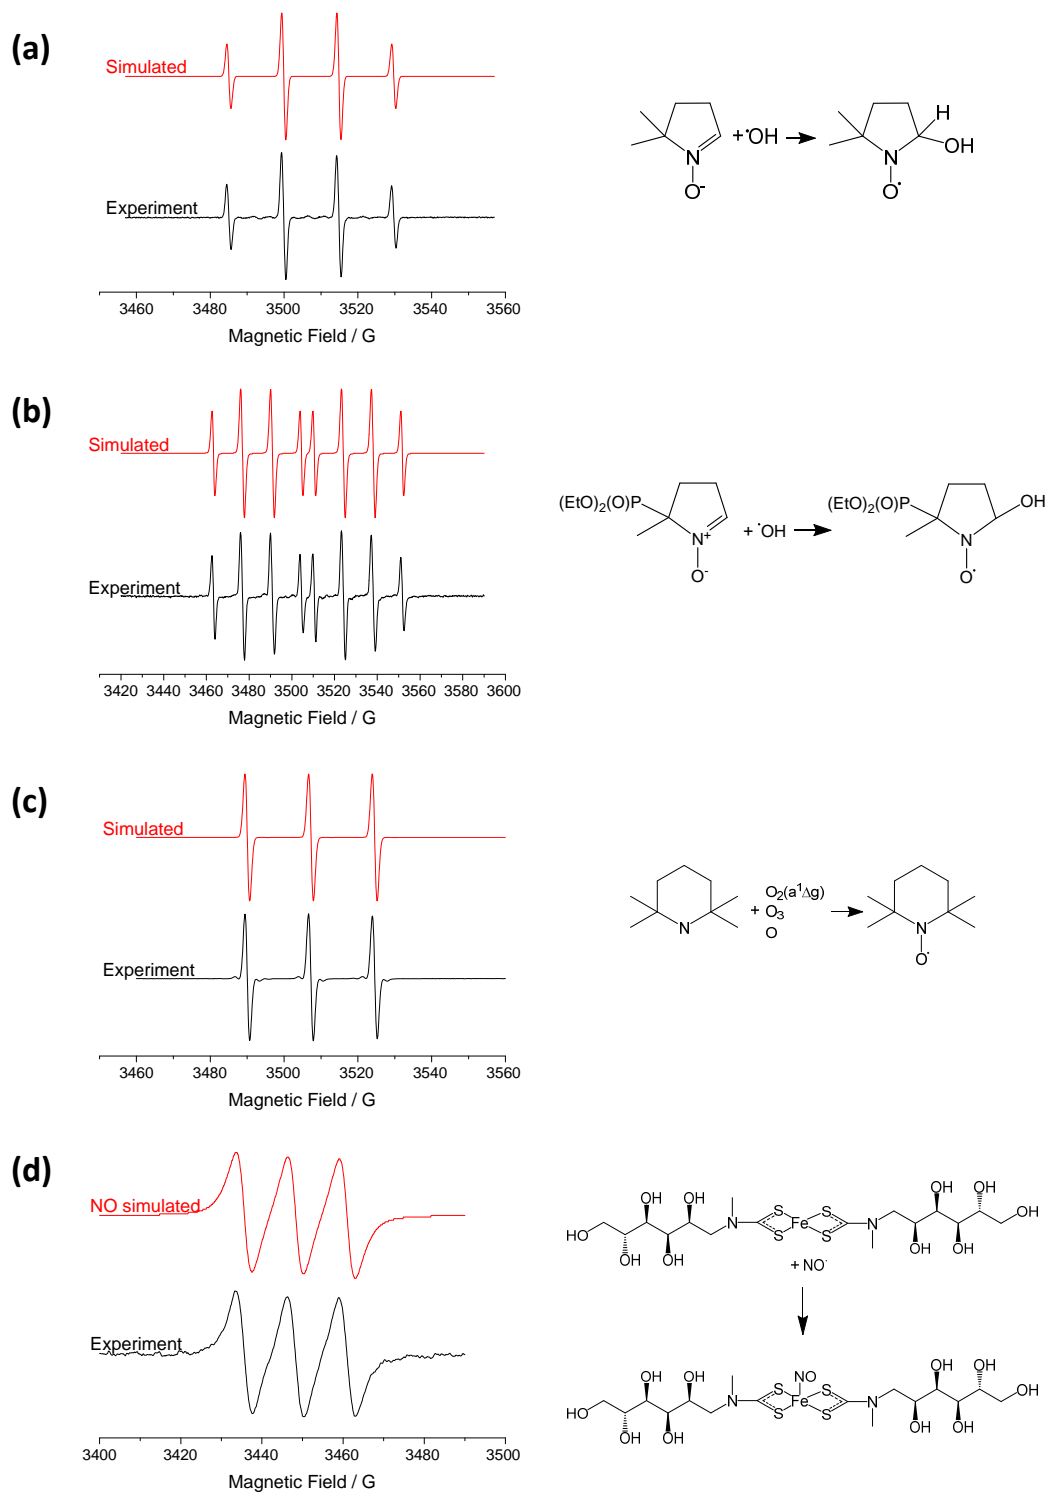 (a)
Simulated
Experiment
3460 3480 3500 3520 3540 3560
Magnetic Field / G
N
O-
+•OH
H
N
OH
O•
(b)
Simulated
Experiment
3420 3440 3460 3480 3500 3520 3540 3560 3580 3600
Magnetic Field / G
(EtO)2(O)P
N+
O-
+ •OH
(EtO)2(O)P
OH
N
O•
(c)
Simulated
Experiment
3460 3480 3500 3520 3540 3560
Magnetic Field / G
N
+
O2(a1Δg)
O3
O
N
O•
(d)
NO simulated
Experiment
3400 3420 3440 3460 3480 3500
Magnetic Field / G
OH OH OH S S OH OH OH
HO N Fe N OH
OH OH S S OH OH
+ NO•
OH OH S NO S OH OH OH
HO N Fe N OH
OH OH S S OH OH